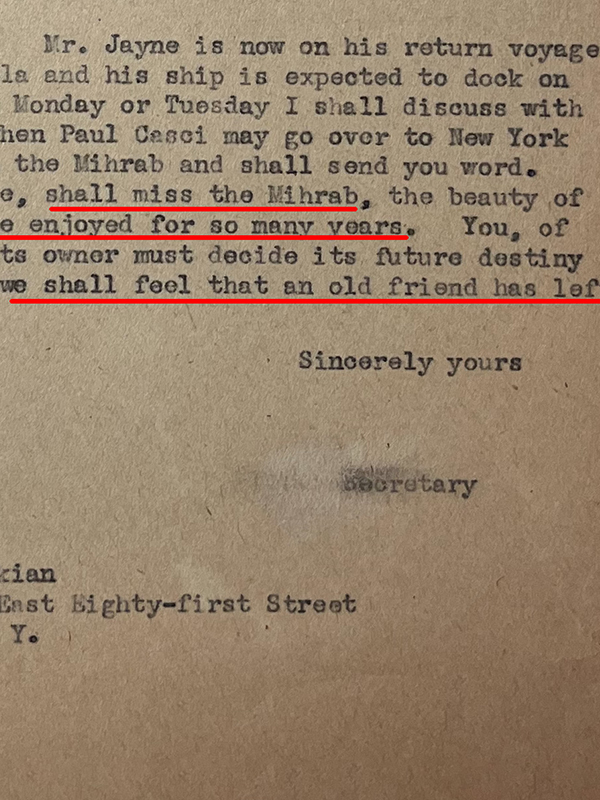 Mr. Jayne is now on his return voyage
la and his ship is expected to dock on
Monday or Tuesday I shall discuss with
hen Paul Casci may go over to New York
the Mihrab and shall send you word.
e, shall miss the Mihrab, the beauty of
e enjoyed for so many years. You, of
ts owner must decide its future destiny
we shall feel that an old friend has lef
Sincerely yours
Secretary
kian
East Eighty-first Street
Y.